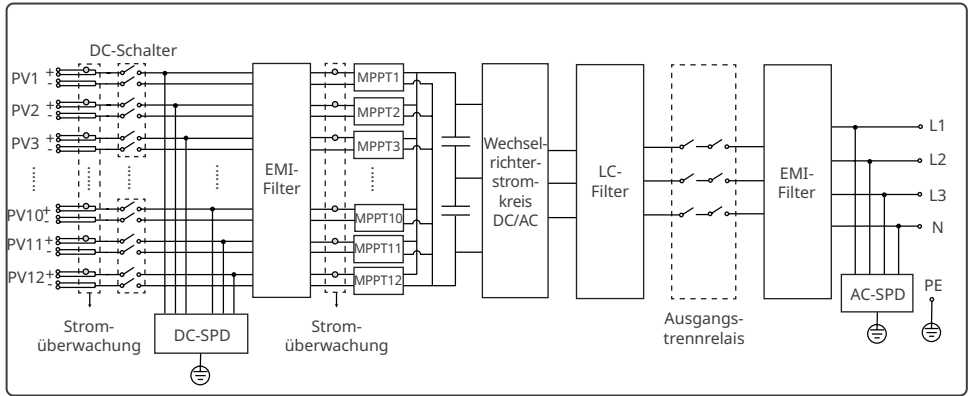 DC-Schalter
PV1
+
-
PV2
+
-
PV3
+
-
PV10
+
-
PV11
+
-
PV12
+
-
Strom-
überwachung
DC-SPD
EMI-
Filter
Strom-
überwachung
MPPT1
MPPT2
MPPT3
MPPT10
MPPT11
MPPT12
Wechsel-
richter-
strom-
kreis
DC/AC
LC-
Filter
Ausgangs-
trennrelais
EMI-
Filter
L1
L2
L3
N
AC-SPD
PE